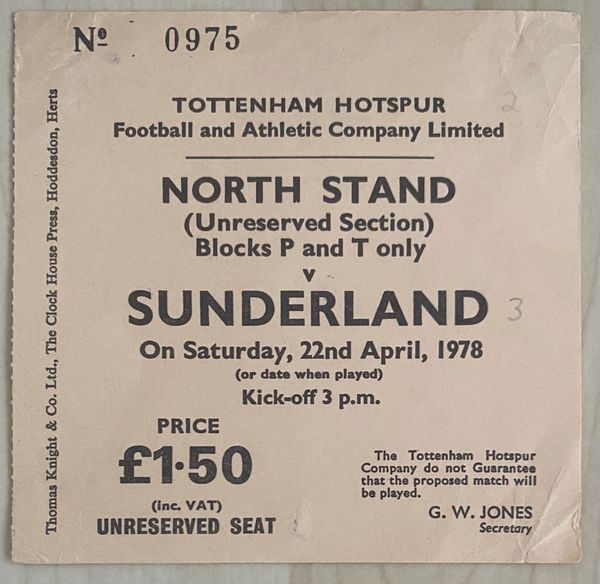 Nº 0975
TOTTENHAM HOTSPUR
Football and Athletic Company Limited
NORTH STAND
(Unreserved Section)
Blocks P and T only
v
SUNDERLAND 3
On Saturday, 22nd April, 1978
(or date when played)
Kick-off 3 p.m.
PRICE
£1·50
(Inc. VAT)
UNRESERVED SEAT
The Tottenham Hotspur
Company do not Guarantee
that the proposed match will
be played.
G. W. JONES
Secretary
Thomas Knight & Co. Ltd., The Clock House Press, Hoddesdon, Herts
2